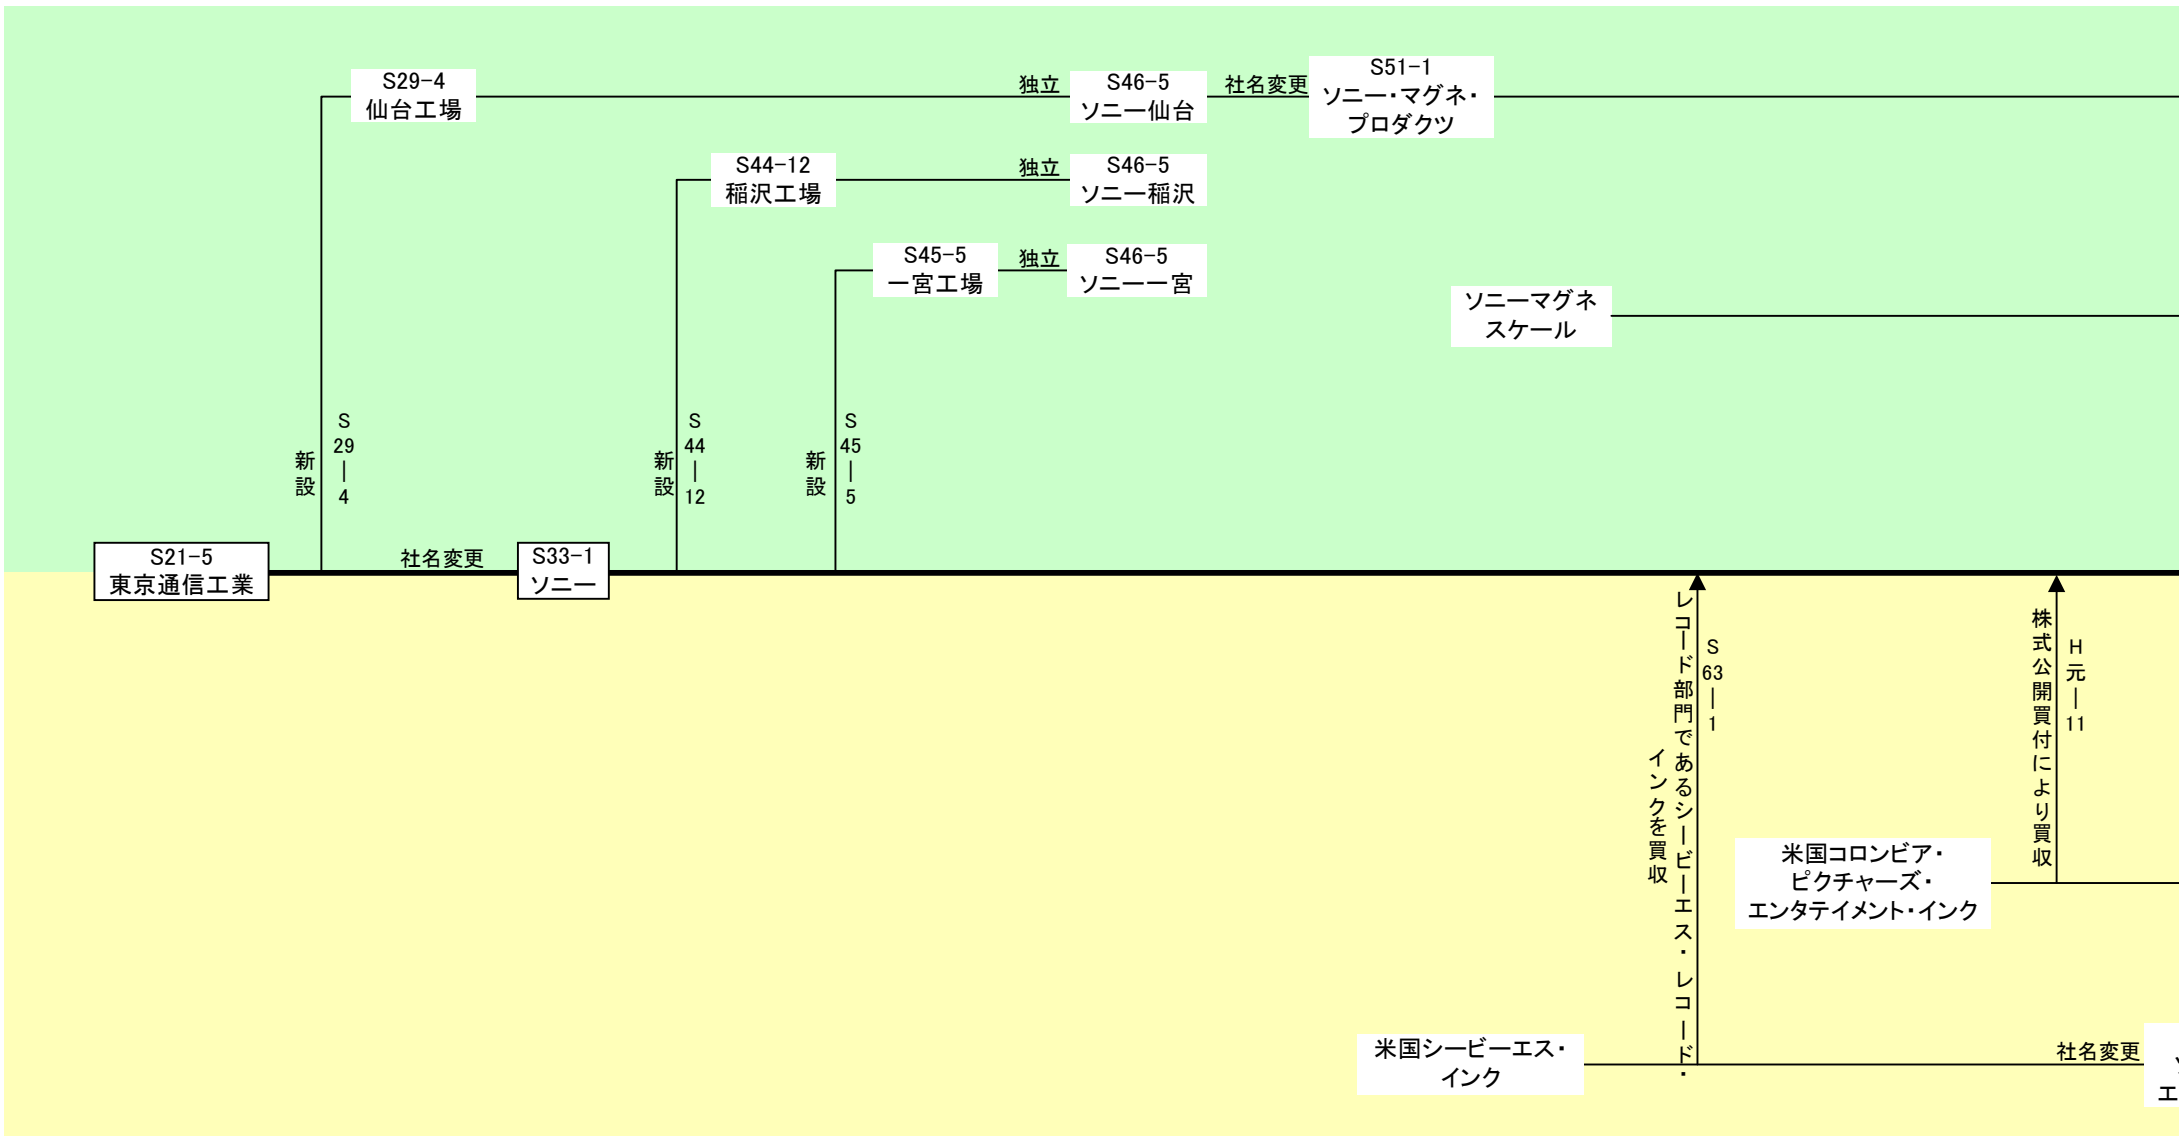 S29-4
仙台工場
独立
S46-5
ソニー仙台
社名変更
S51-1
ソニー・マグネ・
プロダクツ
S44-12
稲沢工場
独立
S46-5
ソニー稲沢
S45-5
一宮工場
独立
S46-5
ソニー一宮
ソニーマグネ
スケール
新設
S29―4
新設
S44―12
新設
S45―5
S21-5
東京通信工業
社名変更
S33-1
ソニー
レコード部門であるシービーエス・レコード・
インクを買収
S63―1
株式公開買付により買収
H元―11
米国コロンビア・
ピクチャーズ・
エンタテイメント・インク
米国シービーエス・
インク
社名変更
エ